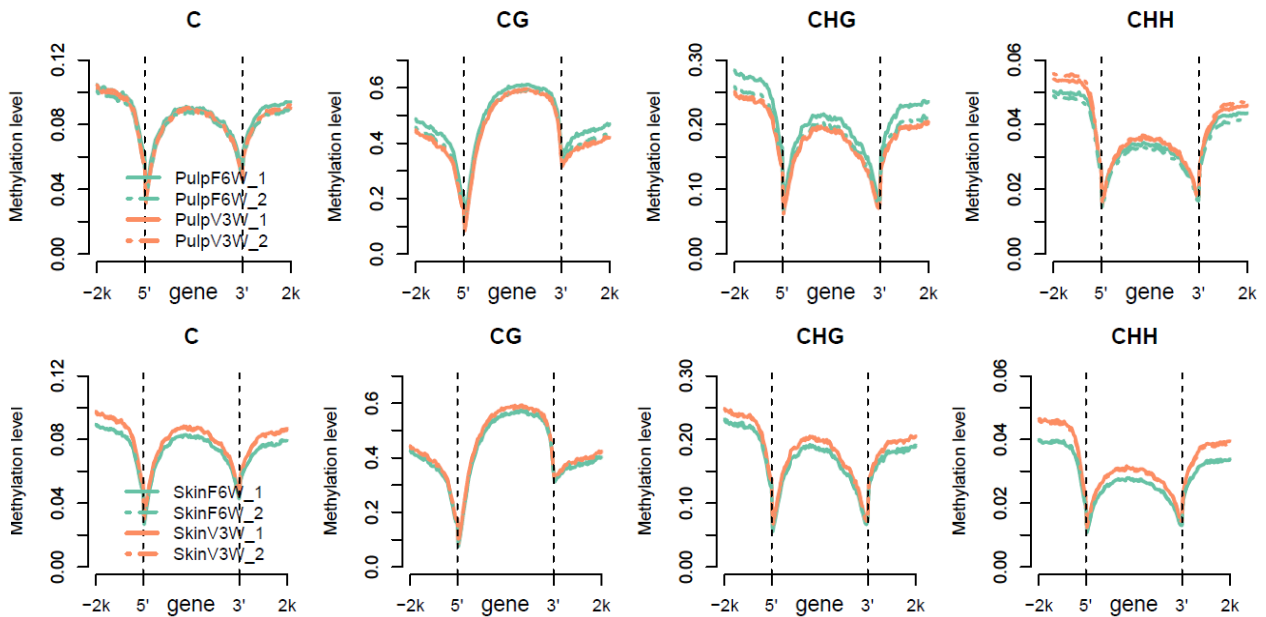 C
CG
CHG
CHH
Methylation level
0.12
0.08
0.04
0.00
PulpF6W_1
PulpF6W_2
PulpV3W_1
PulpV3W_2
−2k 5' gene 3' 2k
Methylation level
0.6
0.4
0.2
0.0
−2k 5' gene 3' 2k
Methylation level
0.30
0.20
0.10
0.00
−2k 5' gene 3' 2k
Methylation level
0.06
0.04
0.02
0.00
−2k 5' gene 3' 2k
C
CG
CHG
CHH
Methylation level
0.12
0.08
0.04
0.00
SkinF6W_1
SkinF6W_2
SkinV3W_1
SkinV3W_2
−2k 5' gene 3' 2k
Methylation level
0.6
0.4
0.2
0.0
−2k 5' gene 3' 2k
Methylation level
0.30
0.20
0.10
0.00
−2k 5' gene 3' 2k
Methylation level
0.06
0.04
0.02
0.00
−2k 5' gene 3' 2k